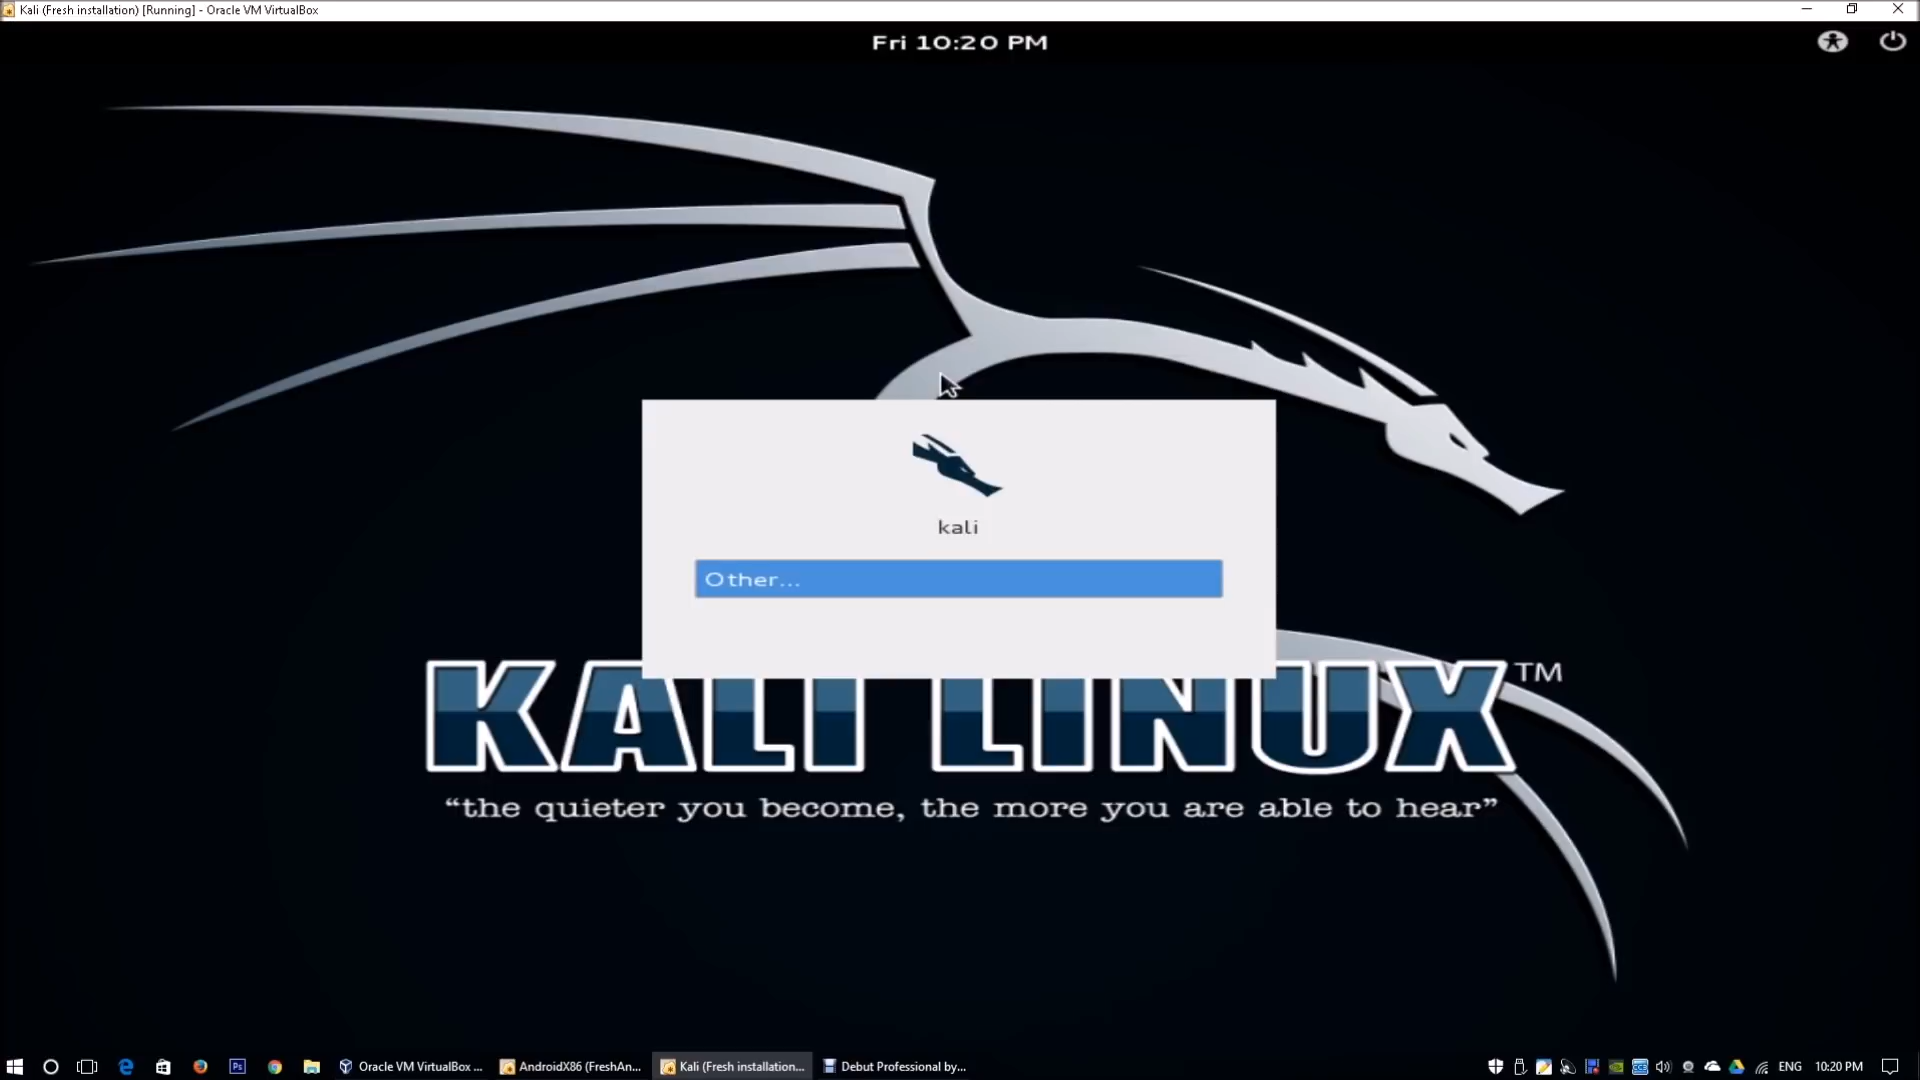 Kali (Fresh installation) [Running] - Oracle VM VirtualBox
Fri 10:20 PM
kali
Other...
KALI LINUX™
“the quieter you become, the more you are able to hear”
Ps
Oracle VM VirtualBox ...
AndroidX86 (FreshAn...
Kali (Fresh installation...
Debut Professional by...
ENG
10:20 PM